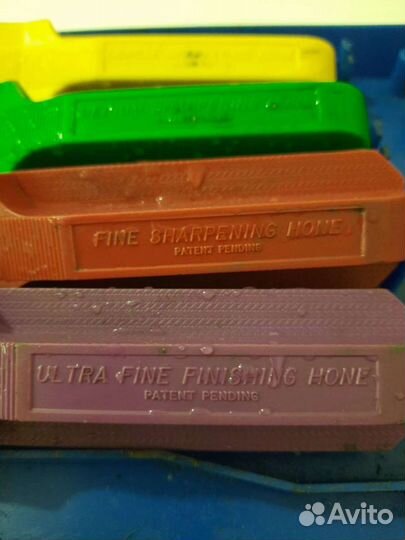 FINE SHARPENING HONE
PATENT PENDING
ULTRA FINE FINISHING HONE
PATENT PENDING
Avito